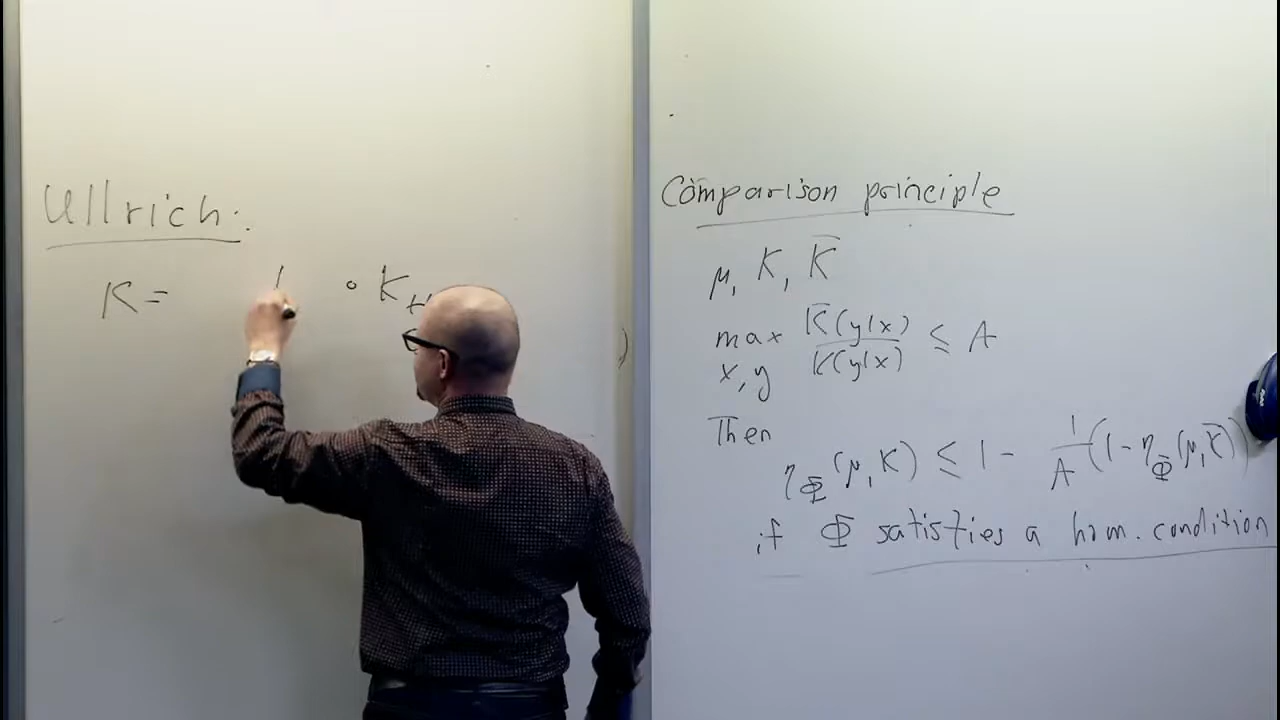 Ullrich:
K = ∘ K
Comparison principle
μ, K, K̅
max K̅(y|x) / K(y|x) ≤ A
x, y
Then
η_Φ(μ, K) ≤ 1 - 1/A (1 - η_Φ(μ, K̅)
if Φ satisfies a hom. condition